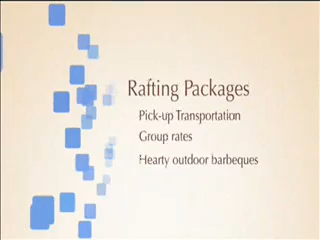 Rafting Packages
Pick-up Transportation
Group rates
Hearty outdoor barbeques